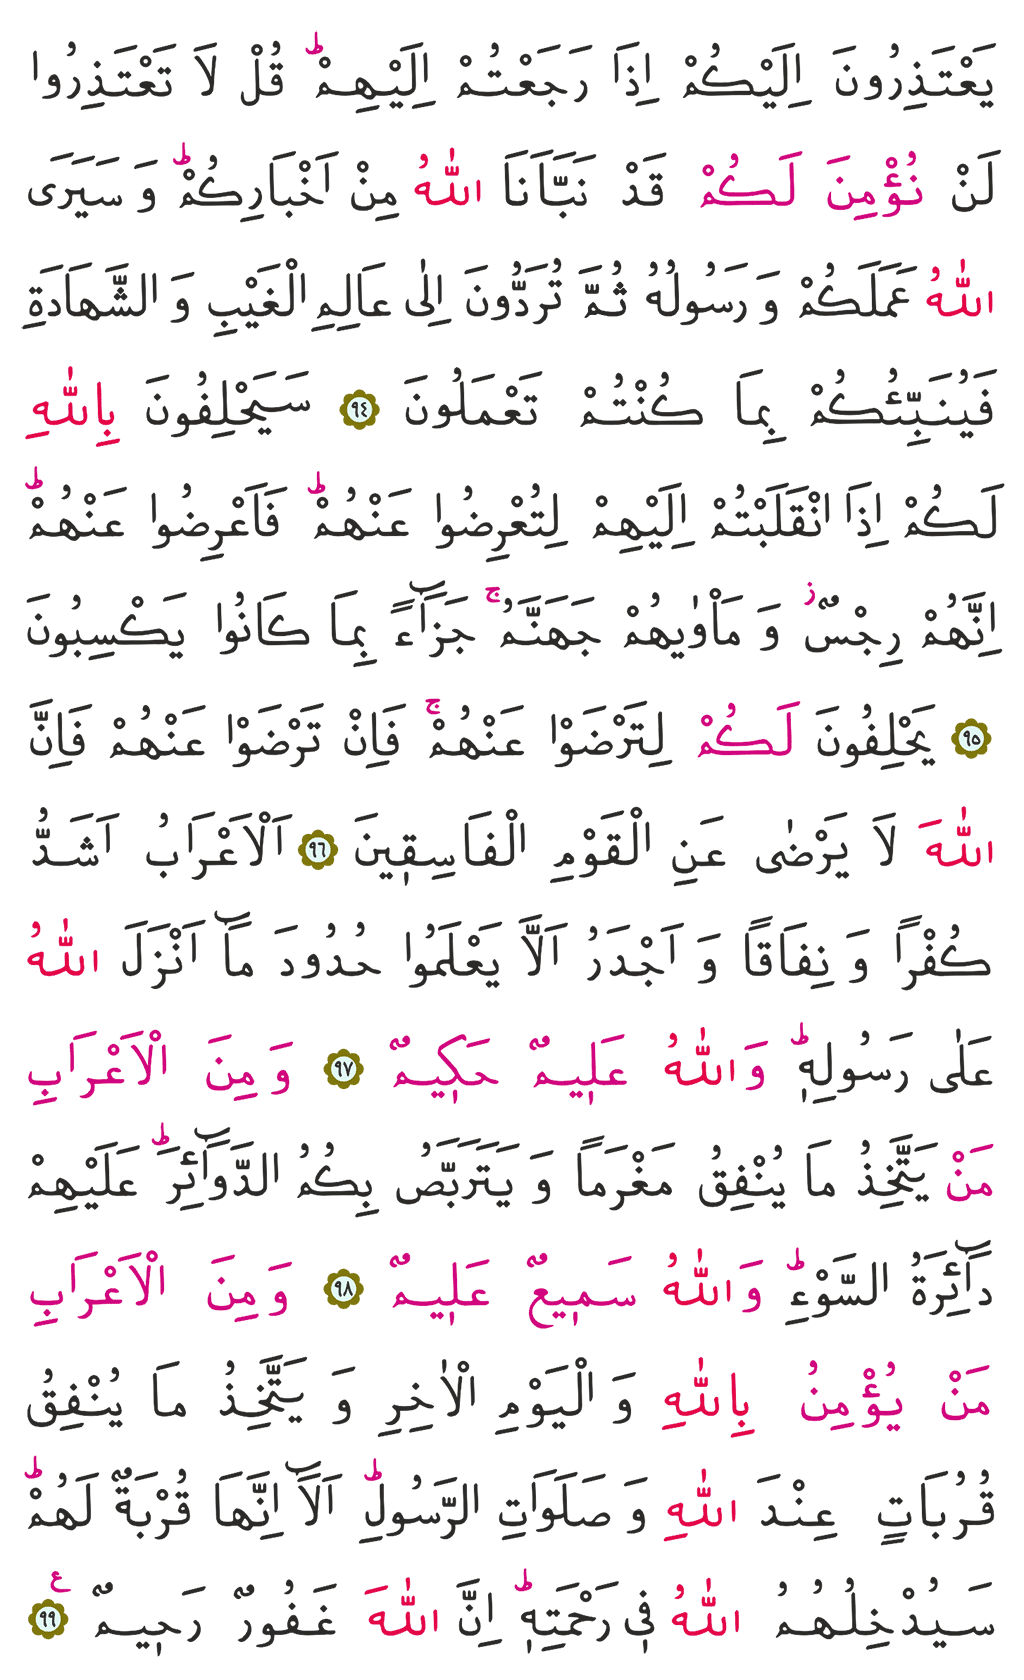 يَعْتَذِرُونَ اِلَيْكُمْ اِذَا رَجَعْتُمْ اِلَيْهِمْ ؕ قُلْ لَا تَعْتَذِرُوا
لَنْ نُؤْمِنَ لَكُمْ قَدْ نَبَّاَنَا اللّٰهُ مِنْ اَخْبَارِكُمْ ؕ وَ سَيَرَى
اللّٰهُ عَمَلَكُمْ وَ رَسُولُهُ ثُمَّ تُرَدُّونَ اِلٰى عَالِمِ الْغَيْبِ وَ الشَّهَادَةِ
فَيُنَبِّئُكُمْ بِمَا كُنْتُمْ تَعْمَلُونَ ٩٤ سَيَحْلِفُونَ بِاللّٰهِ
لَكُمْ اِذَا انْقَلَبْتُمْ اِلَيْهِمْ لِتُعْرِضُوا عَنْهُمْ ؕ فَاَعْرِضُوا عَنْهُمْ ؕ
اِنَّهُمْ رِجْسٌ ز وَ مَاْوٰيهُمْ جَهَنَّمُ ۚ جَزَآءً بِمَا كَانُوا يَكْسِبُونَ
٩٥ يَحْلِفُونَ لَكُمْ لِتَرْضَوْا عَنْهُمْ ۚ فَاِنْ تَرْضَوْا عَنْهُمْ فَاِنَّ
اللّٰهَ لَا يَرْضٰى عَنِ الْقَوْمِ الْفَاسِقٖينَ ٩٦ اَلْاَعْرَابُ اَشَدُّ
كُفْرًا وَ نِفَاقًا وَ اَجْدَرُ اَلَّا يَعْلَمُوا حُدُودَ مَآ اَنْزَلَ اللّٰهُ
عَلٰى رَسُولِهٖ ؕ وَ اللّٰهُ عَلٖيمٌ حَكٖيمٌ ٩٧ وَ مِنَ الْاَعْرَابِ
مَنْ يَتَّخِذُ مَا يُنْفِقُ مَغْرَمًا وَ يَتَرَبَّصُ بِكُمُ الدَّوَآئِرَ ؕ عَلَيْهِمْ
دَآئِرَةُ السَّوْءِ ؕ وَ اللّٰهُ سَمٖيعٌ عَلٖيمٌ ٩٨ وَ مِنَ الْاَعْرَابِ
مَنْ يُؤْمِنُ بِاللّٰهِ وَ الْيَوْمِ الْاٰخِرِ وَ يَتَّخِذُ مَا يُنْفِقُ
قُرُبَاتٍ عِنْدَ اللّٰهِ وَ صَلَوَاتِ الرَّسُولِ ؕ اَلَآ اِنَّهَا قُرْبَةٌ لَهُمْ ؕ
سَيُدْخِلُهُمُ اللّٰهُ فٖى رَحْمَتِهٖ ؕ اِنَّ اللّٰهَ غَفُورٌ رَحٖيمٌ ٩٩ ع